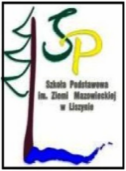 SP
Szkoła Podstawowa
im. Ziemi Mazowieckiej
w Liszynie